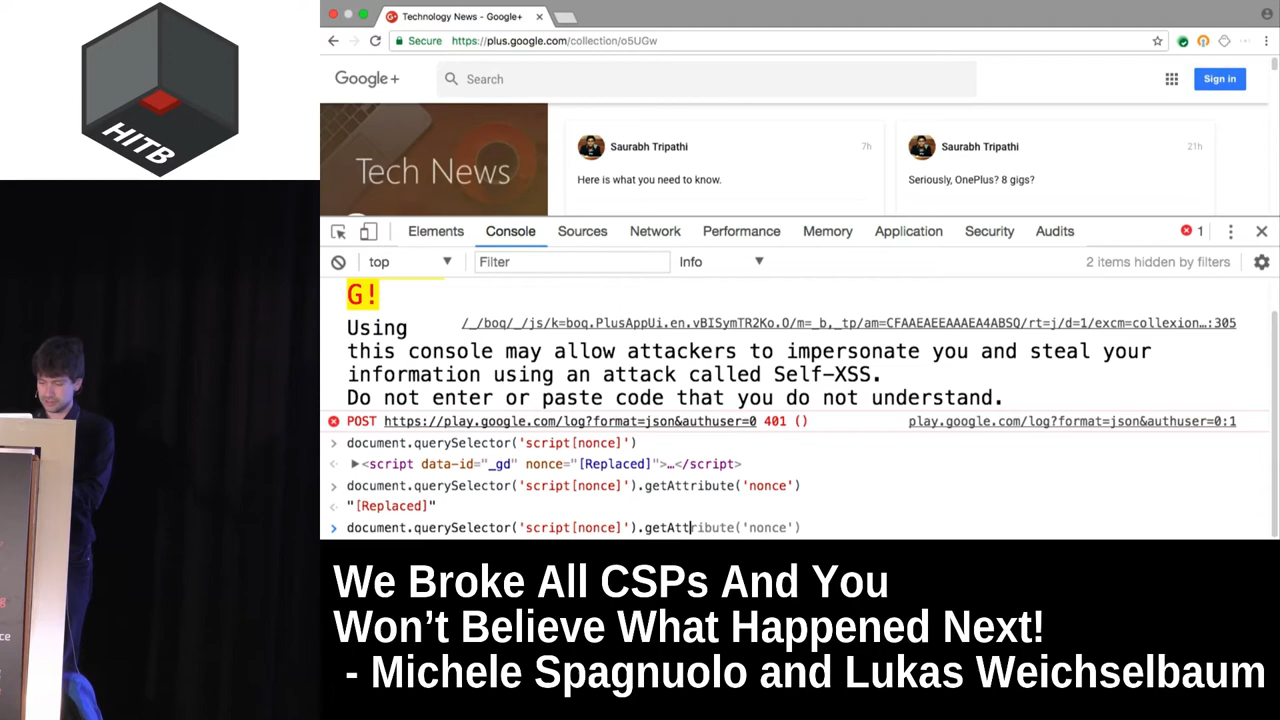 HITB
Technology News - Google+
Secure https://plus.google.com/collection/o5UGw
Google+ Search Sign in
Tech News
Saurabh Tripathi 7h
Here is what you need to know.
Saurabh Tripathi 21h
Seriously, OnePlus? 8 gigs?
Elements Console Sources Network Performance Memory Application Security Audits 1
top Filter Info 2 items hidden by filters
G!
Using /_/boq/_/js/k=boq.PlusAppUi.en.vBISymTR2Ko.O/m=_b,_tp/am=CFAAEAEEAAAEA4ABSQ/rt=j/d=1/excm=collexion…:305
this console may allow attackers to impersonate you and steal your
information using an attack called Self-XSS.
Do not enter or paste code that you do not understand.
POST https://play.google.com/log?format=json&authuser=0 401 () play.google.com/log?format=json&authuser=0:1
document.querySelector('script[nonce]')
<script data-id="_gd" nonce="[Replaced]">…</script>
document.querySelector('script[nonce]').getAttribute('nonce')
"[Replaced]"
document.querySelector('script[nonce]').getAttribute('nonce')
We Broke All CSPs And You
Won't Believe What Happened Next!
- Michele Spagnuolo and Lukas Weichselbaum